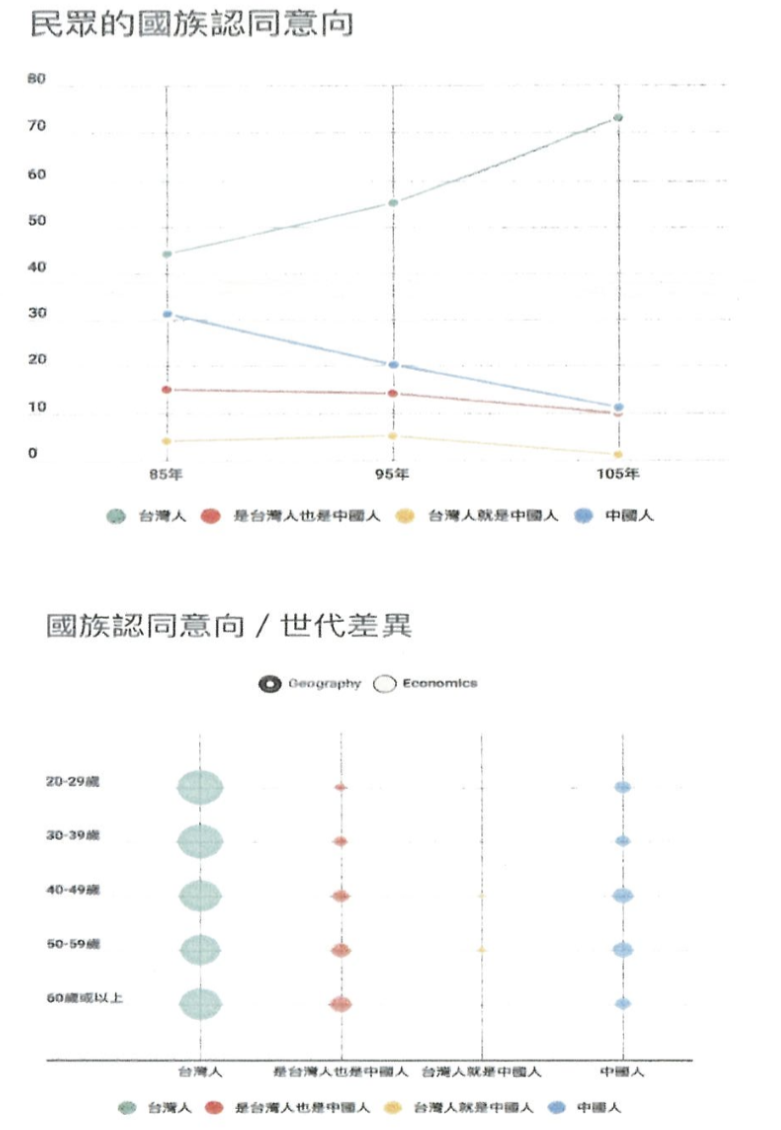 民眾的國族認同意向
80
70
60
50
40
30
20
10
0
85年 95年 105年
台灣人 是台灣人也是中國人 台灣人就是中國人 中國人
國族認同意向 / 世代差異
Geography Economics
20-29歲
30-39歲
40-49歲
50-59歲
60歲或以上
台灣人 是台灣人也是中國人 台灣人就是中國人 中國人
台灣人 是台灣人也是中國人 台灣人就是中國人 中國人